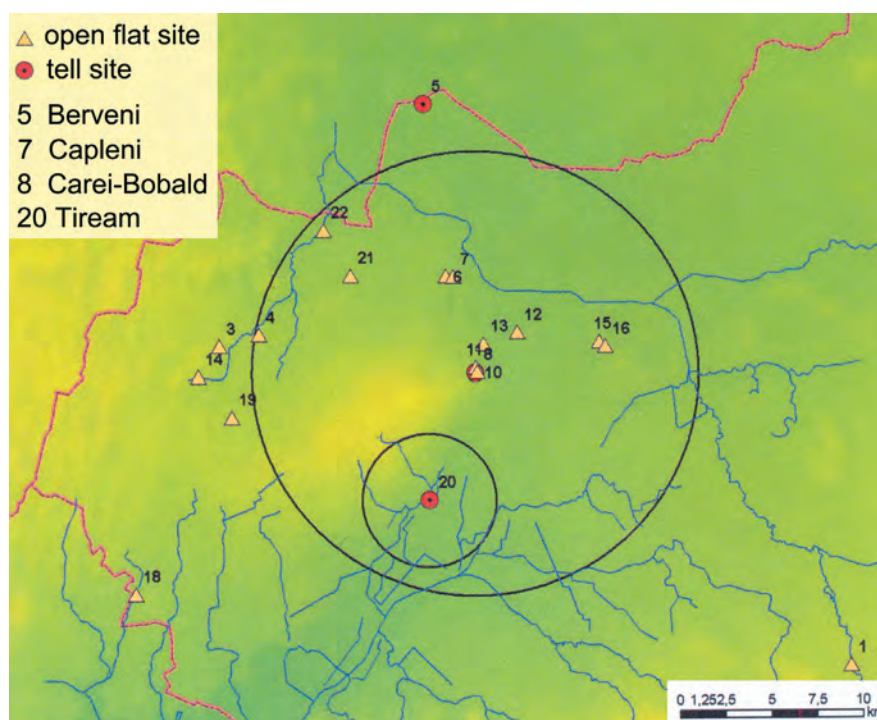 open flat site
tell site
5 Berveni
7 Capleni
8 Carei-Bobald
20 Tiream
5
22
21
7
6
12
13
15 16
3
4
14
11
8
10
19
20
18
1
0 1,252,5 5 7,5 10
km